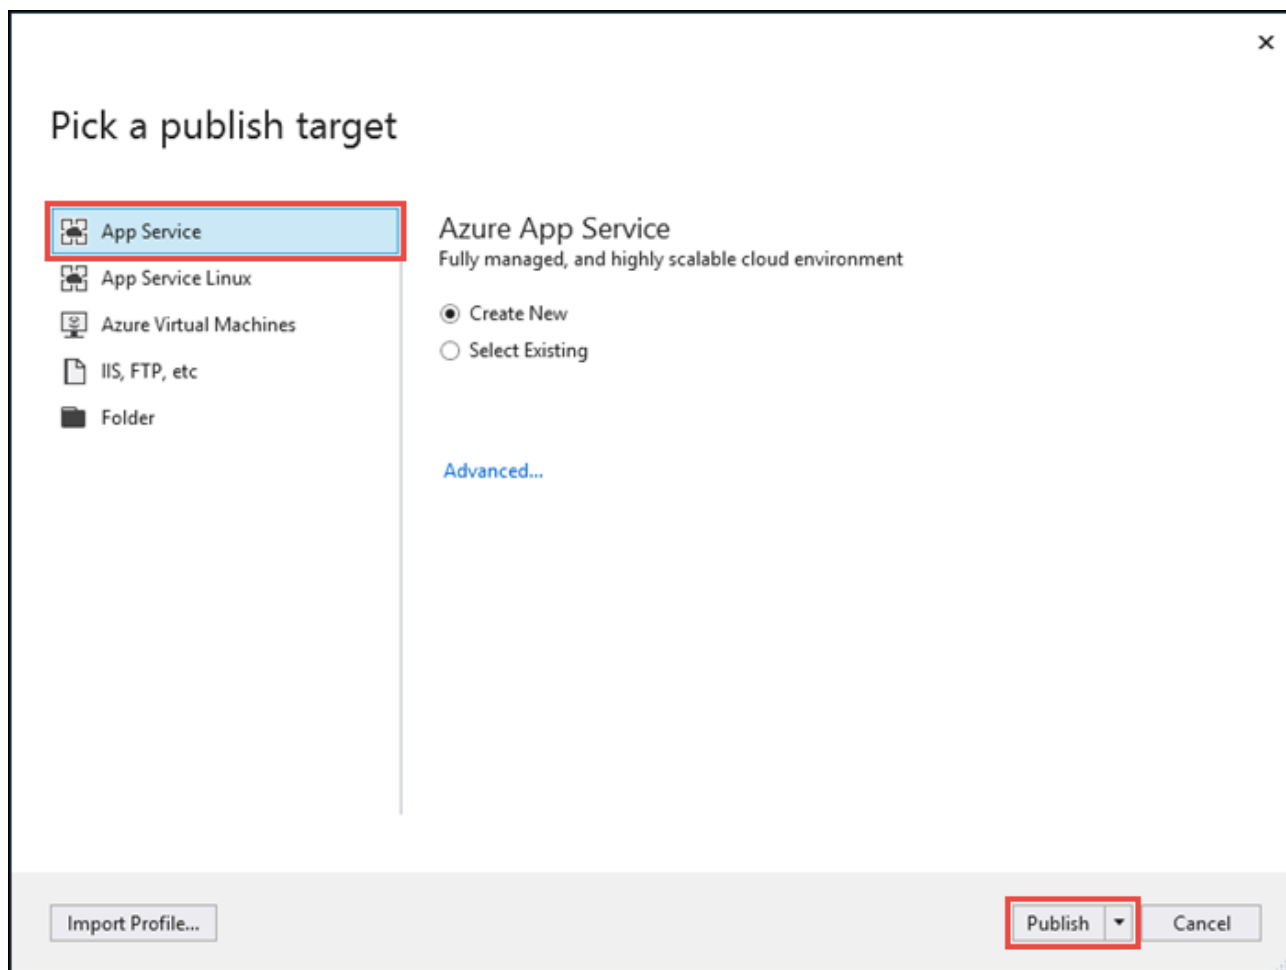 Pick a publish target
App Service
App Service Linux
Azure Virtual Machines
IIS, FTP, etc
Folder
Azure App Service
Fully managed, and highly scalable cloud environment
Create New
Select Existing
Advanced...
Import Profile...
Publish
Cancel